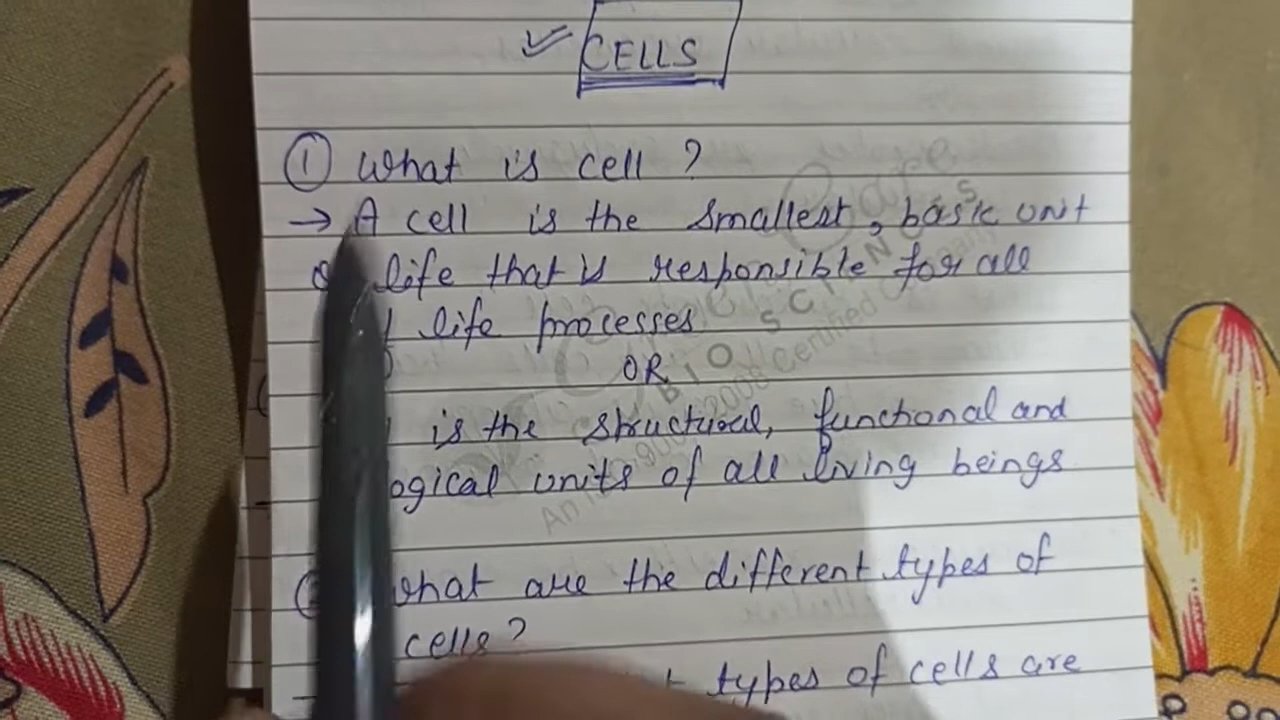 CELLS
① What is cell ?
→ A cell is the smallest, basic unit
life that is responsible for all
life processes
OR
is the structural, functional and
ogical units of all living beings
what are the different types of
cells?
types of cells are
BIOSCIENCES